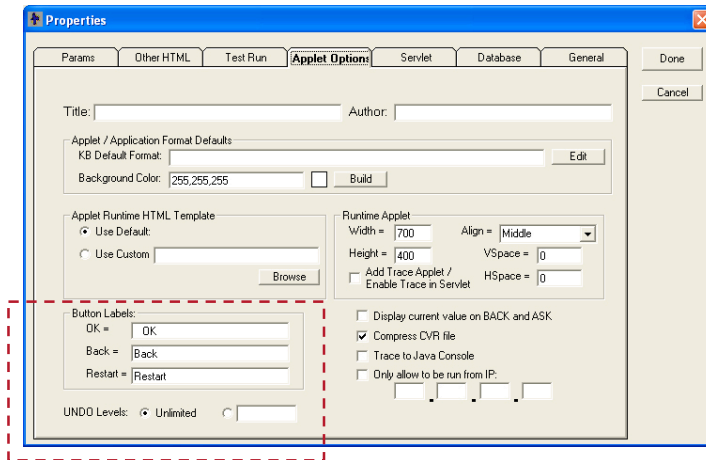 Properties
Params Other HTML Test Run Applet Options Servlet Database General Done
Cancel
Title: Author:
Applet / Application Format Defaults
KB Default Format: Edit
Background Color: 255,255,255 Build
Applet Runtime HTML Template
Use Default:
Use Custom
Browse
Runtime Applet
Width = 700 Align = Middle
Height = 400 VSpace = 0
Add Trace Applet /
Enable Trace in Servlet HSpace = 0
Button Labels:
OK = OK
Back = Back
Restart = Restart
UNDO Levels: Unlimited
Display current value on BACK and ASK
Compress CVR file
Trace to Java Console
Only allow to be run from IP:
. . .